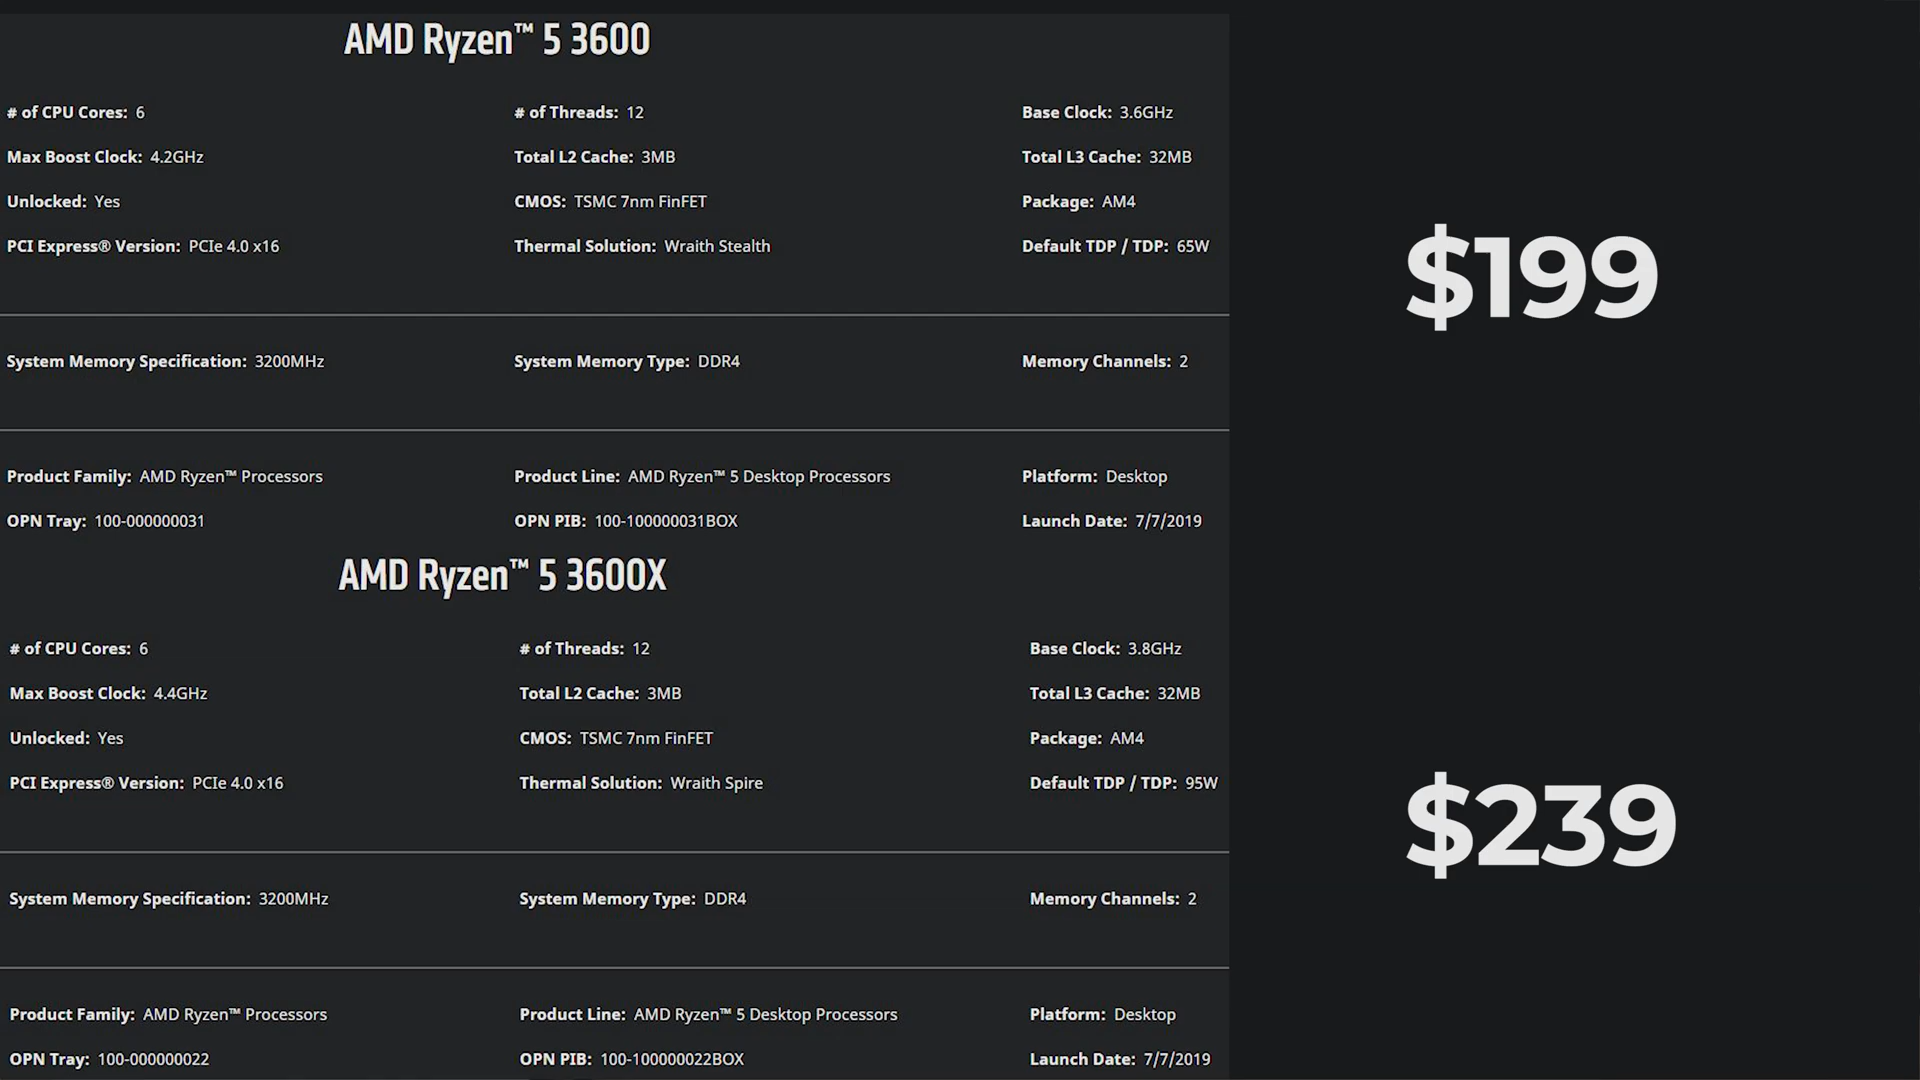 AMD Ryzen™ 5 3600
# of CPU Cores: 6 # of Threads: 12 Base Clock: 3.6GHz
Max Boost Clock: 4.2GHz Total L2 Cache: 3MB Total L3 Cache: 32MB
Unlocked: Yes CMOS: TSMC 7nm FinFET Package: AM4
PCI Express® Version: PCIe 4.0 x16 Thermal Solution: Wraith Stealth Default TDP / TDP: 65W
$199
System Memory Specification: 3200MHz System Memory Type: DDR4 Memory Channels: 2
Product Family: AMD Ryzen™ Processors Product Line: AMD Ryzen™ 5 Desktop Processors Platform: Desktop
OPN Tray: 100-000000031 OPN PIB: 100-100000031BOX Launch Date: 7/7/2019
AMD Ryzen™ 5 3600X
# of CPU Cores: 6 # of Threads: 12 Base Clock: 3.8GHz
Max Boost Clock: 4.4GHz Total L2 Cache: 3MB Total L3 Cache: 32MB
Unlocked: Yes CMOS: TSMC 7nm FinFET Package: AM4
PCI Express® Version: PCIe 4.0 x16 Thermal Solution: Wraith Spire Default TDP / TDP: 95W
$239
System Memory Specification: 3200MHz System Memory Type: DDR4 Memory Channels: 2
Product Family: AMD Ryzen™ Processors Product Line: AMD Ryzen™ 5 Desktop Processors Platform: Desktop
OPN Tray: 100-000000022 OPN PIB: 100-100000022BOX Launch Date: 7/7/2019